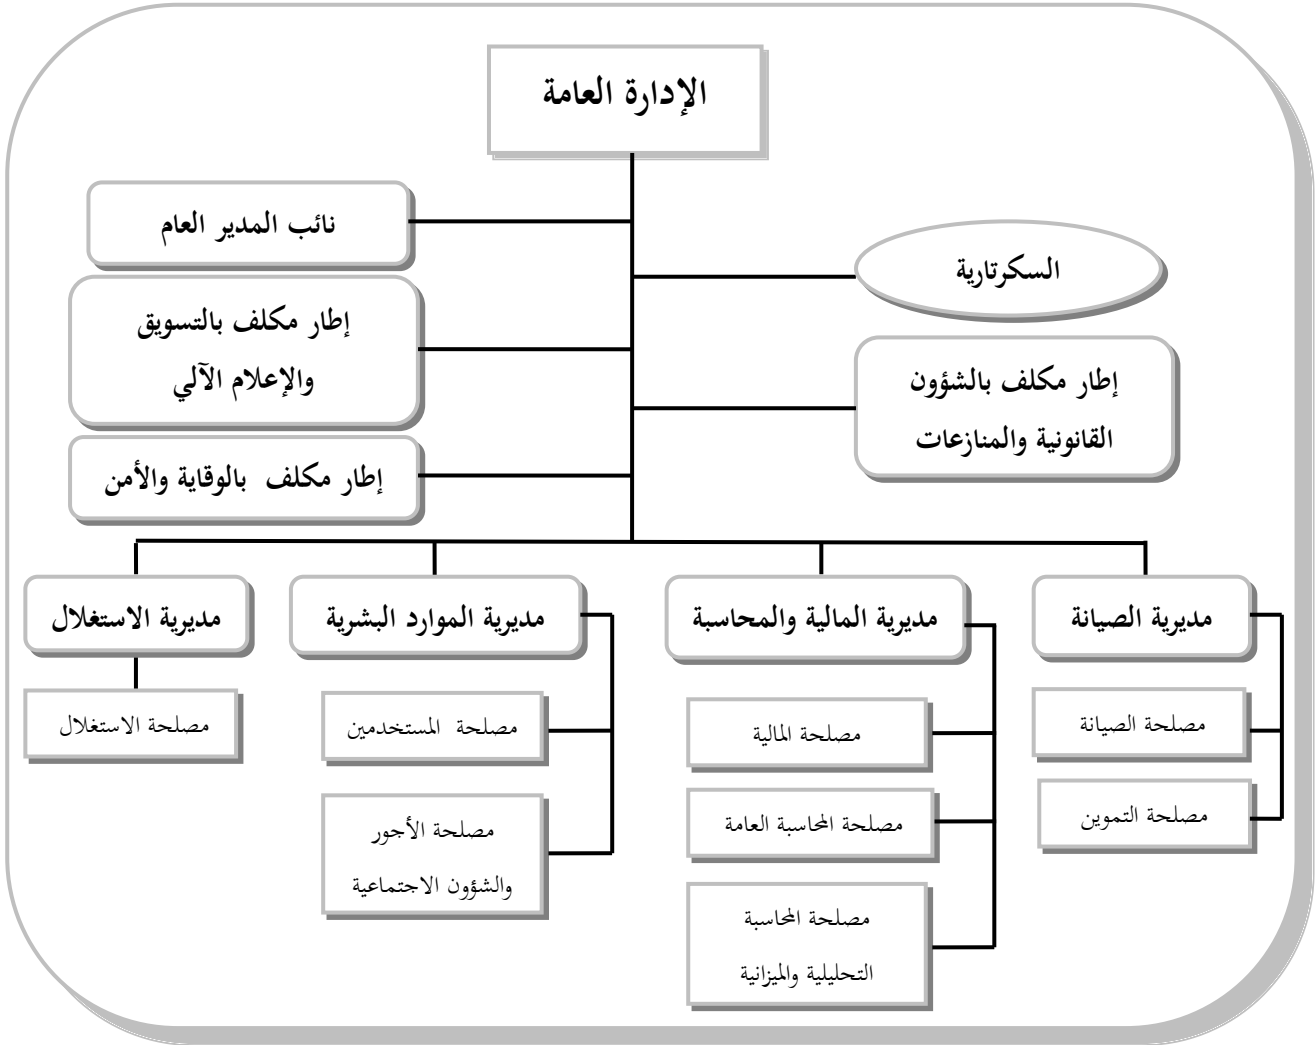 الإدارة العامة
نائب المدير العام
السكرتارية
إطار مكلف بالتسويق
والإعلام الآلي
إطار مكلف بالشؤون
القانونية والمنازعات
إطار مكلف بالوقاية والأمن
مديرية الصيانة
مديرية المالية والمحاسبة
مديرية الموارد البشرية
مديرية الاستغلال
مصلحة الصيانة
مصلحة التموين
مصلحة المالية
مصلحة المحاسبة العامة
مصلحة المحاسبة
التحليلية والميزانية
مصلحة المستخدمين
مصلحة الأجور
والشؤون الاجتماعية
مصلحة الاستغلال